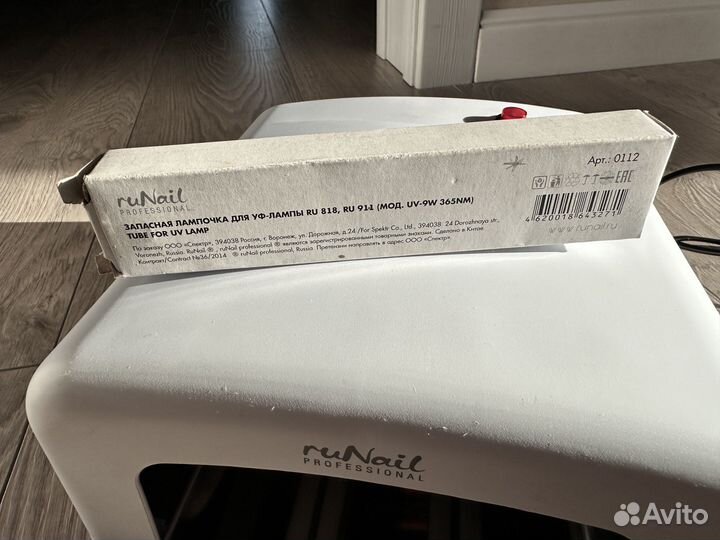 ruNail
PROFESSIONAL
Арт.: 0112
EAC
ЗАПАСНАЯ ЛАМПОЧКА ДЛЯ УФ-ЛАМПЫ RU 818, RU 911 (МОД. UV-9W 365NM)
TUBE FOR UV LAMP
По заказу ООО «Спектр», 394038 Россия, г. Воронеж, ул. Дорожная, д.24 /For Spektr Co., Ltd., 394038. 24 Dorozhnaya str.,
Voronezh, Russia. RuNail ® , ruNail professional ® являются зарегистрированными товарными знаками. Сделано в Китае.
Контракт/Contract №36/2014 ® ruNail professional, Russia. Претензии направлять в адрес ООО «Спектр».
4620018643271
www.runail.ru
ruNail
PROFESSIONAL
Avito